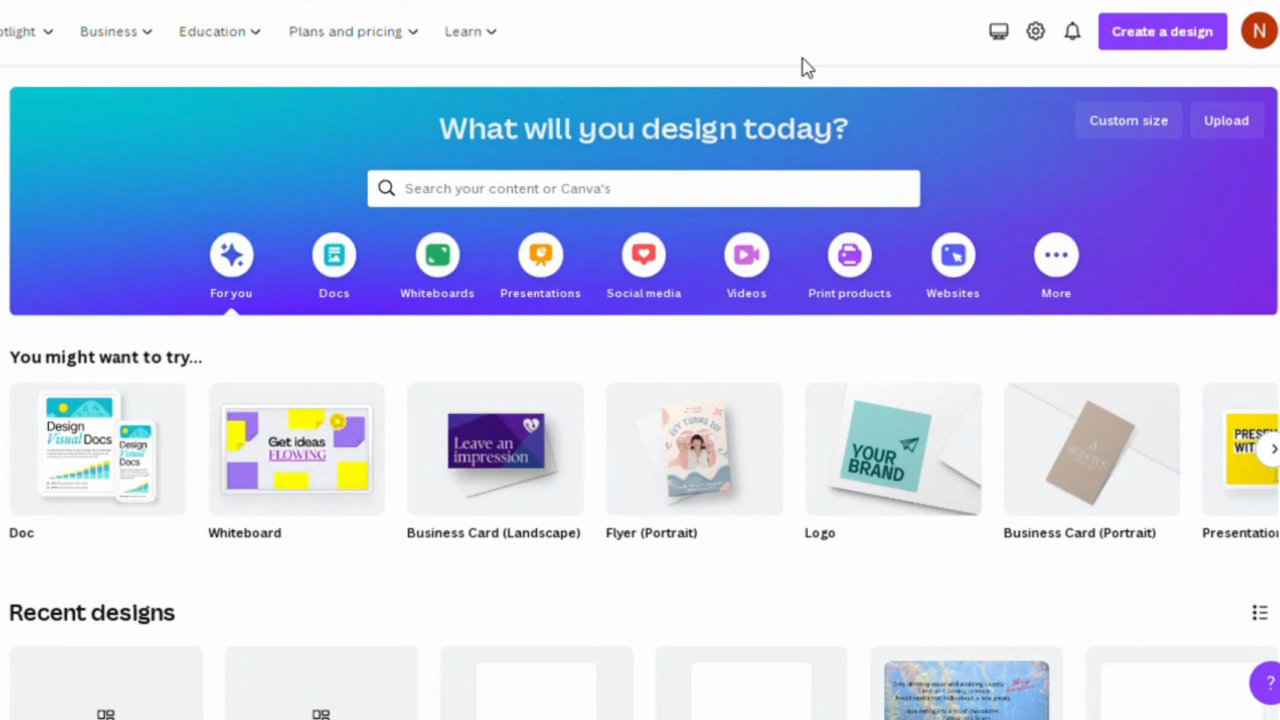 Business
Education
Plans and pricing
Learn
Create a design
N
What will you design today?
Custom size
Upload
Search your content or Canva's
For you
Docs
Whiteboards
Presentations
Social media
Videos
Print products
Websites
More
You might want to try...
Design
Visual Docs
Design
Visual
Docs
Get ideas
FLOWING
Leave an
impression
IVY TURNS 20!
YOUR
BRAND
Doc
Whiteboard
Business Card (Landscape)
Flyer (Portrait)
Logo
Business Card (Portrait)
Recent designs
?